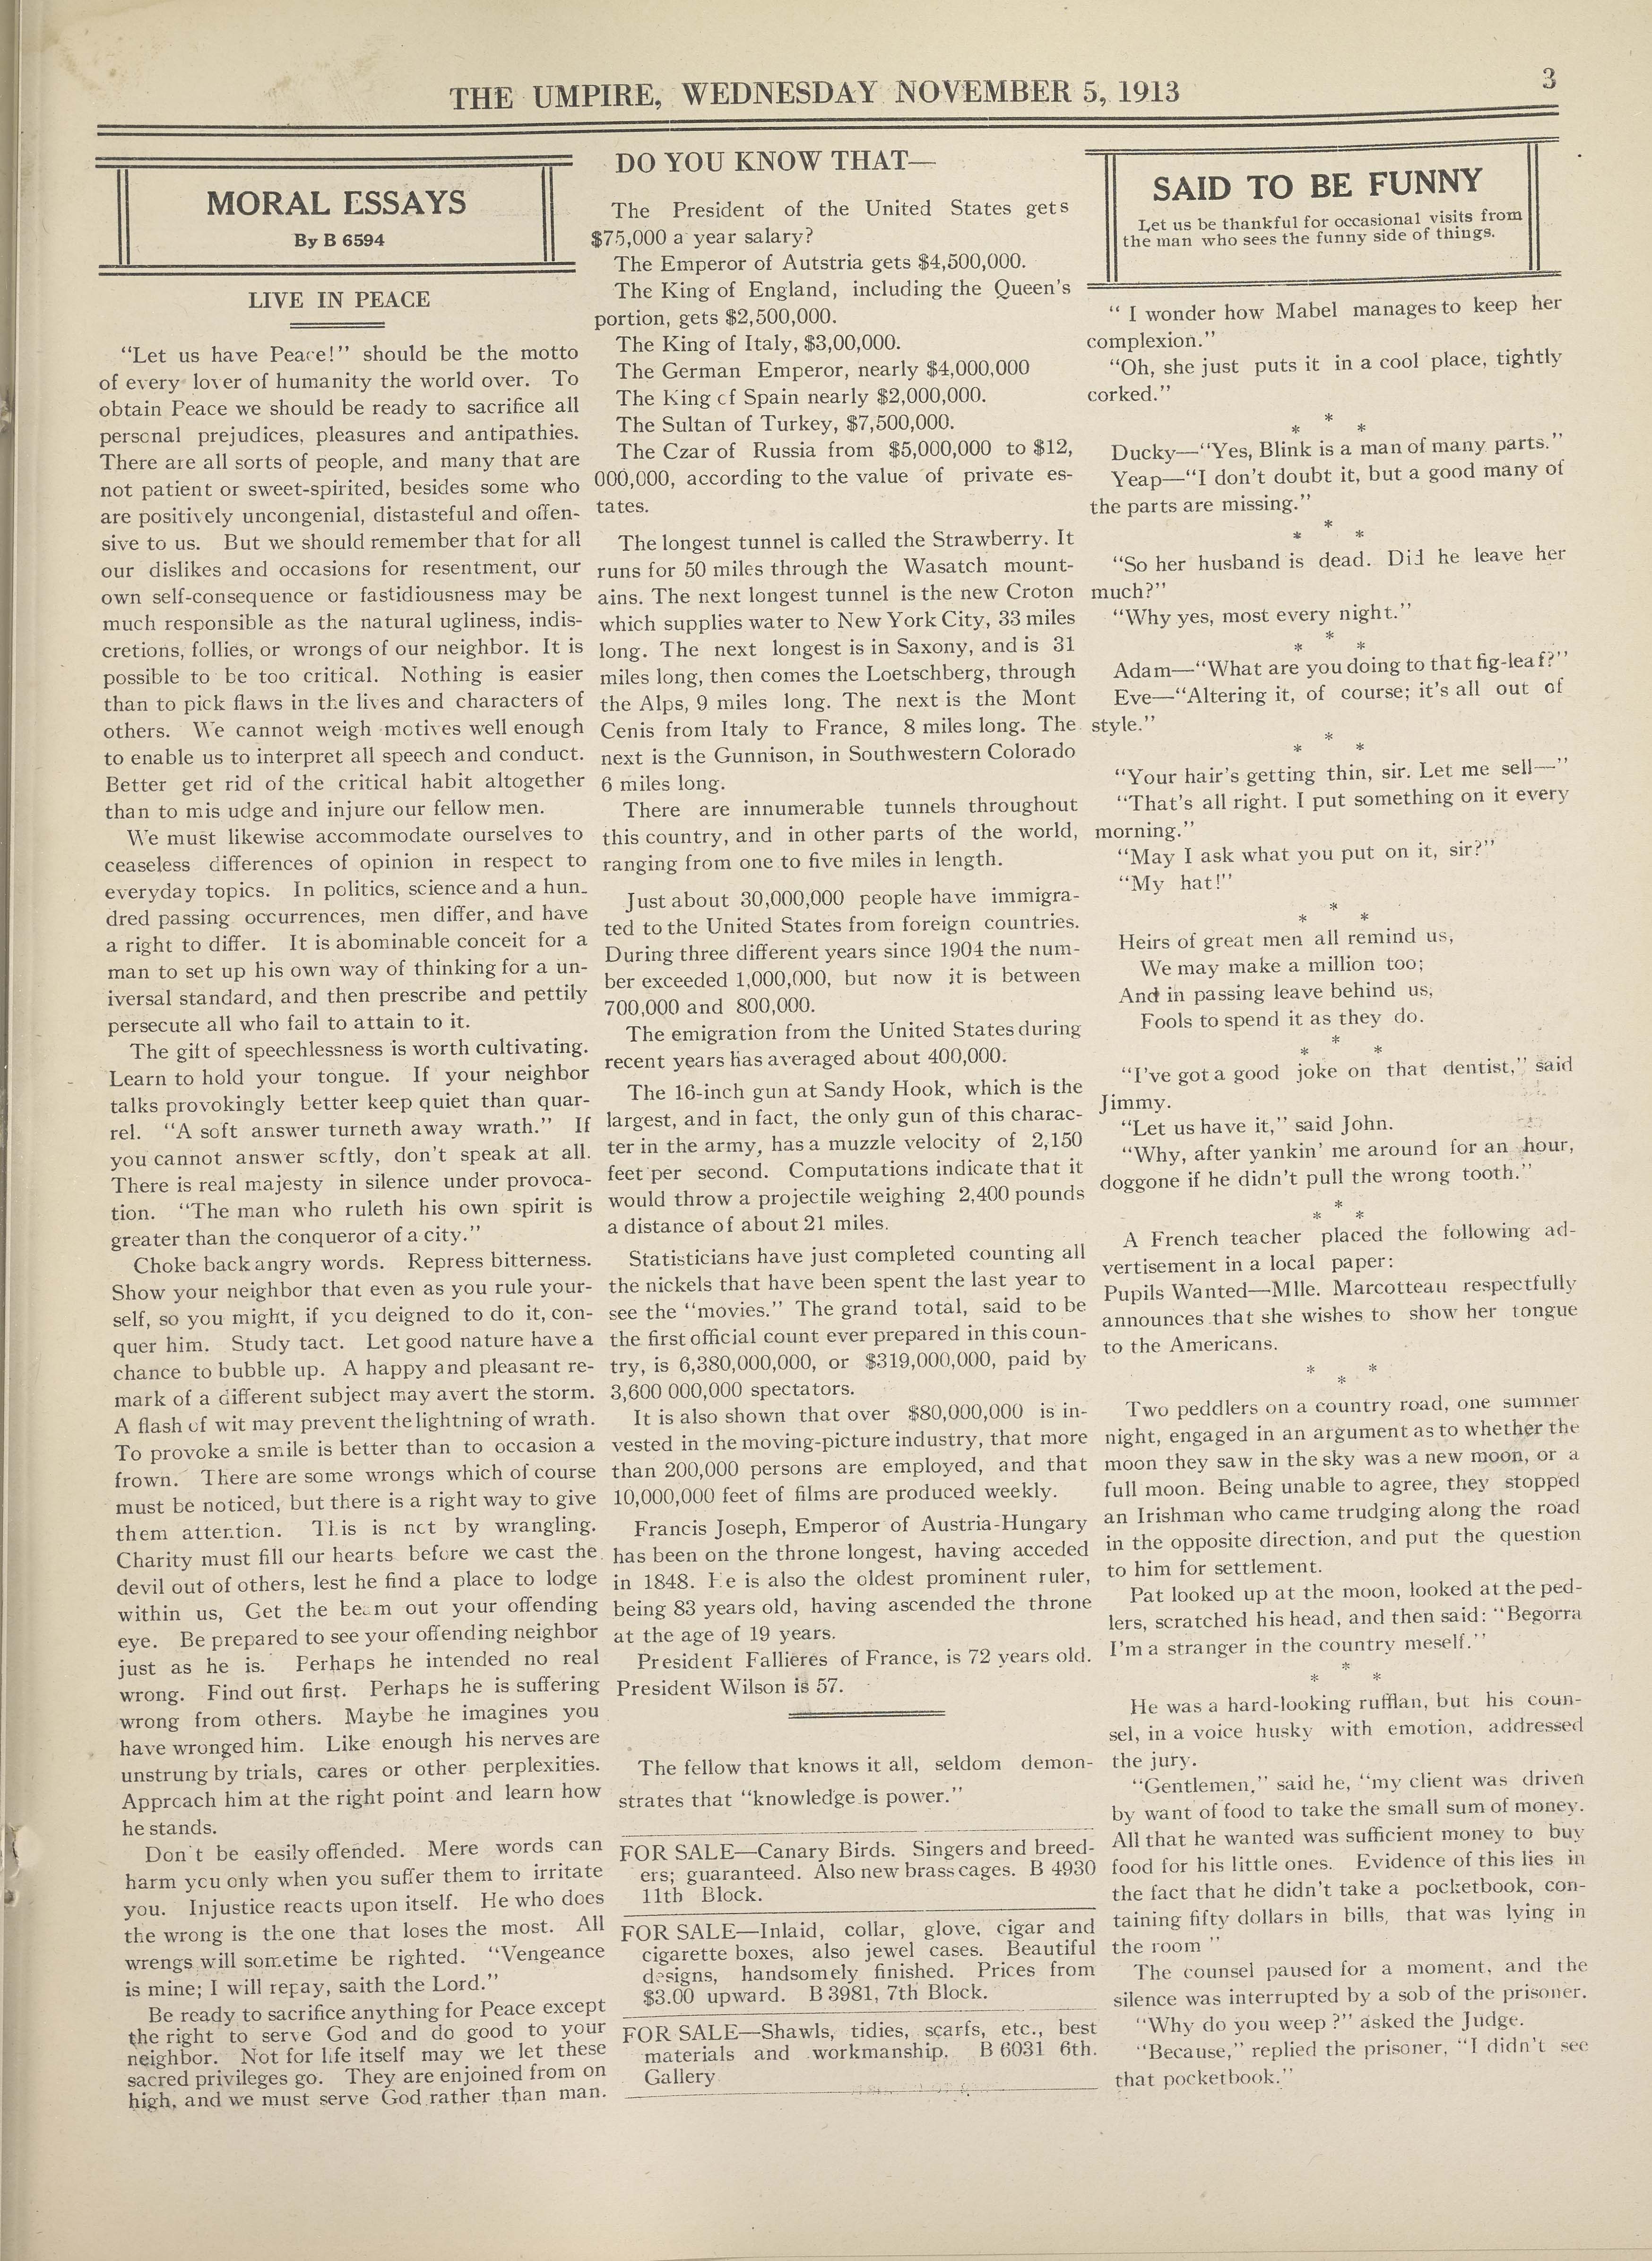 THE UMPIRE, WEDNESDAY NOVEMBER 5, 1913
3
MORAL ESSAYS
By B 6594
LIVE IN PEACE
"Let us have Peace!" should be the motto
of every lover of humanity the world over. To
obtain Peace we should be ready to sacrifice all
personal prejudices, pleasures and antipathies.
There are all sorts of people, and many that are
not patient or sweet-spirited, besides some who
are positively uncongenial, distasteful and offen-
sive to us. But we should remember that for all
our dislikes and occasions for resentment, our
own self-consequence or fastidiousness may be
much responsible as the natural ugliness, indis-
cretions, follies, or wrongs of our neighbor. It is
possible to be too critical. Nothing is easier
than to pick flaws in the lives and characters of
others. We cannot weigh motives well enough
to enable us to interpret all speech and conduct.
Better get rid of the critical habit altogether
than to mis udge and injure our fellow men.
We must likewise accommodate ourselves to
ceaseless differences of opinion in respect to
everyday topics. In politics, science and a hun-
dred passing occurrences, men differ, and have
a right to differ. It is abominable conceit for a
man to set up his own way of thinking for a un-
iversal standard, and then prescribe and pettily
persecute all who fail to attain to it.
The gift of speechlessness is worth cultivating.
Learn to hold your tongue. If your neighbor
talks provokingly better keep quiet than quar-
rel. "A soft answer turneth away wrath." If
you cannot answer softly, don't speak at all.
There is real majesty in silence under provoca-
tion. "The man who ruleth his own spirit is
greater than the conqueror of a city."
Choke back angry words. Repress bitterness.
Show your neighbor that even as you rule your-
self, so you might, if you deigned to do it, con-
quer him. Study tact. Let good nature have a
chance to bubble up. A happy and pleasant re-
mark of a different subject may avert the storm.
A flash of wit may prevent the lightning of wrath.
To provoke a smile is better than to occasion a
frown. There are some wrongs which of course
must be noticed, but there is a right way to give
them attention. This is not by wrangling.
Charity must fill our hearts before we cast the
devil out of others, lest he find a place to lodge
within us, Get the beam out your offending
eye. Be prepared to see your offending neighbor
just as he is. Perhaps he intended no real
wrong. Find out first. Perhaps he is suffering
wrong from others. Maybe he imagines you
have wronged him. Like enough his nerves are
unstrung by trials, cares or other perplexities.
Approach him at the right point and learn how
he stands.
Don't be easily offended. Mere words can
harm you only when you suffer them to irritate
you. Injustice reacts upon itself. He who does
the wrong is the one that loses the most. All
wrengs will sometime be righted. "Vengeance
is mine; I will repay, saith the Lord."
Be ready to sacrifice anything for Peace except
the right to serve God and do good to your
neighbor. Not for life itself may we let these
sacred privileges go. They are enjoined from on
high, and we must serve God rather than man.
DO YOU KNOW THAT—
The President of the United States gets
$75,000 a year salary?
The Emperor of Autstria gets $4,500,000.
The King of England, including the Queen's
portion, gets $2,500,000.
The King of Italy, $3,00,000.
The German Emperor, nearly $4,000,000
The King of Spain nearly $2,000,000.
The Sultan of Turkey, $7,500,000.
The Czar of Russia from $5,000,000 to $12,
000,000, according to the value of private es-
tates.
The longest tunnel is called the Strawberry. It
runs for 50 miles through the Wasatch mount-
ains. The next longest tunnel is the new Croton
which supplies water to New York City, 33 miles
long. The next longest is in Saxony, and is 31
miles long, then comes the Loetschberg, through
the Alps, 9 miles long. The next is the Mont
Cenis from Italy to France, 8 miles long. The
next is the Gunnison, in Southwestern Colorado
6 miles long.
There are innumerable tunnels throughout
this country, and in other parts of the world,
ranging from one to five miles in length.
Just about 30,000,000 people have immigra-
ted to the United States from foreign countries.
During three different years since 1904 the num-
ber exceeded 1,000,000, but now it is between
700,000 and 800,000.
The emigration from the United States during
recent years has averaged about 400,000.
The 16-inch gun at Sandy Hook, which is the
largest, and in fact, the only gun of this charac-
ter in the army, has a muzzle velocity of 2,150
feet per second. Computations indicate that it
would throw a projectile weighing 2,400 pounds
a distance of about 21 miles.
Statisticians have just completed counting all
the nickels that have been spent the last year to
see the "movies." The grand total, said to be
the first official count ever prepared in this coun-
try, is 6,380,000,000, or $319,000,000, paid by
3,600 000,000 spectators.
It is also shown that over $80,000,000 is in-
vested in the moving-picture industry, that more
than 200,000 persons are employed, and that
10,000,000 feet of films are produced weekly.
Francis Joseph, Emperor of Austria-Hungary
has been on the throne longest, having acceded
in 1848. He is also the oldest prominent ruler,
being 83 years old, having ascended the throne
at the age of 19 years.
President Fallieres of France, is 72 years old.
President Wilson is 57.
The fellow that knows it all, seldom demon-
strates that "knowledge is power."
FOR SALE—Canary Birds. Singers and breed-
ers; guaranteed. Also new brass cages. B 4930
11th Block.
FOR SALE—Inlaid, collar, glove, cigar and
cigarette boxes, also jewel cases. Beautiful
designs, handsomely finished. Prices from
$3.00 upward. B 3981, 7th Block.
FOR SALE—Shawls, tidies, scarfs, etc., best
materials and workmanship. B 6031 6th.
Gallery
SAID TO BE FUNNY
Let us be thankful for occasional visits from
the man who sees the funny side of things.
" I wonder how Mabel manages to keep her
complexion."
"Oh, she just puts it in a cool place, tightly
corked."
* * *
Ducky—"Yes, Blink is a man of many parts."
Yeap—"I don't doubt it, but a good many of
the parts are missing."
* * *
"So her husband is dead. Did he leave her
much?"
"Why yes, most every night."
* * *
Adam—"What are you doing to that fig-leaf?"
Eve—"Altering it, of course; it's all out of
style."
* * *
"Your hair's getting thin, sir. Let me sell—"
"That's all right. I put something on it every
morning."
"May I ask what you put on it, sir?"
"My hat!"
* * *
Heirs of great men all remind us,
We may make a million too;
And in passing leave behind us,
Fools to spend it as they do.
* * *
"I've got a good joke on that dentist," said
Jimmy.
"Let us have it," said John.
"Why, after yankin' me around for an hour,
doggone if he didn't pull the wrong tooth."
* * *
A French teacher placed the following ad-
vertisement in a local paper:
Pupils Wanted—Mlle. Marcotteau respectfully
announces that she wishes to show her tongue
to the Americans.
* * *
Two peddlers on a country road, one summer
night, engaged in an argument as to whether the
moon they saw in the sky was a new moon, or a
full moon. Being unable to agree, they stopped
an Irishman who came trudging along the road
in the opposite direction, and put the question
to him for settlement.
Pat looked up at the moon, looked at the ped-
lers, scratched his head, and then said: "Begorra
I'm a stranger in the country meself."
* * *
He was a hard-looking ruffian, but his coun-
sel, in a voice husky with emotion, addressed
the jury.
"Gentlemen," said he, "my client was driven
by want of food to take the small sum of money.
All that he wanted was sufficient money to buy
food for his little ones. Evidence of this lies in
the fact that he didn't take a pocketbook, con-
taining fifty dollars in bills, that was lying in
the room "
The counsel paused for a moment, and the
silence was interrupted by a sob of the prisoner.
"Why do you weep ?" asked the Judge.
"Because," replied the prisoner, "I didn't see
that pocketbook."